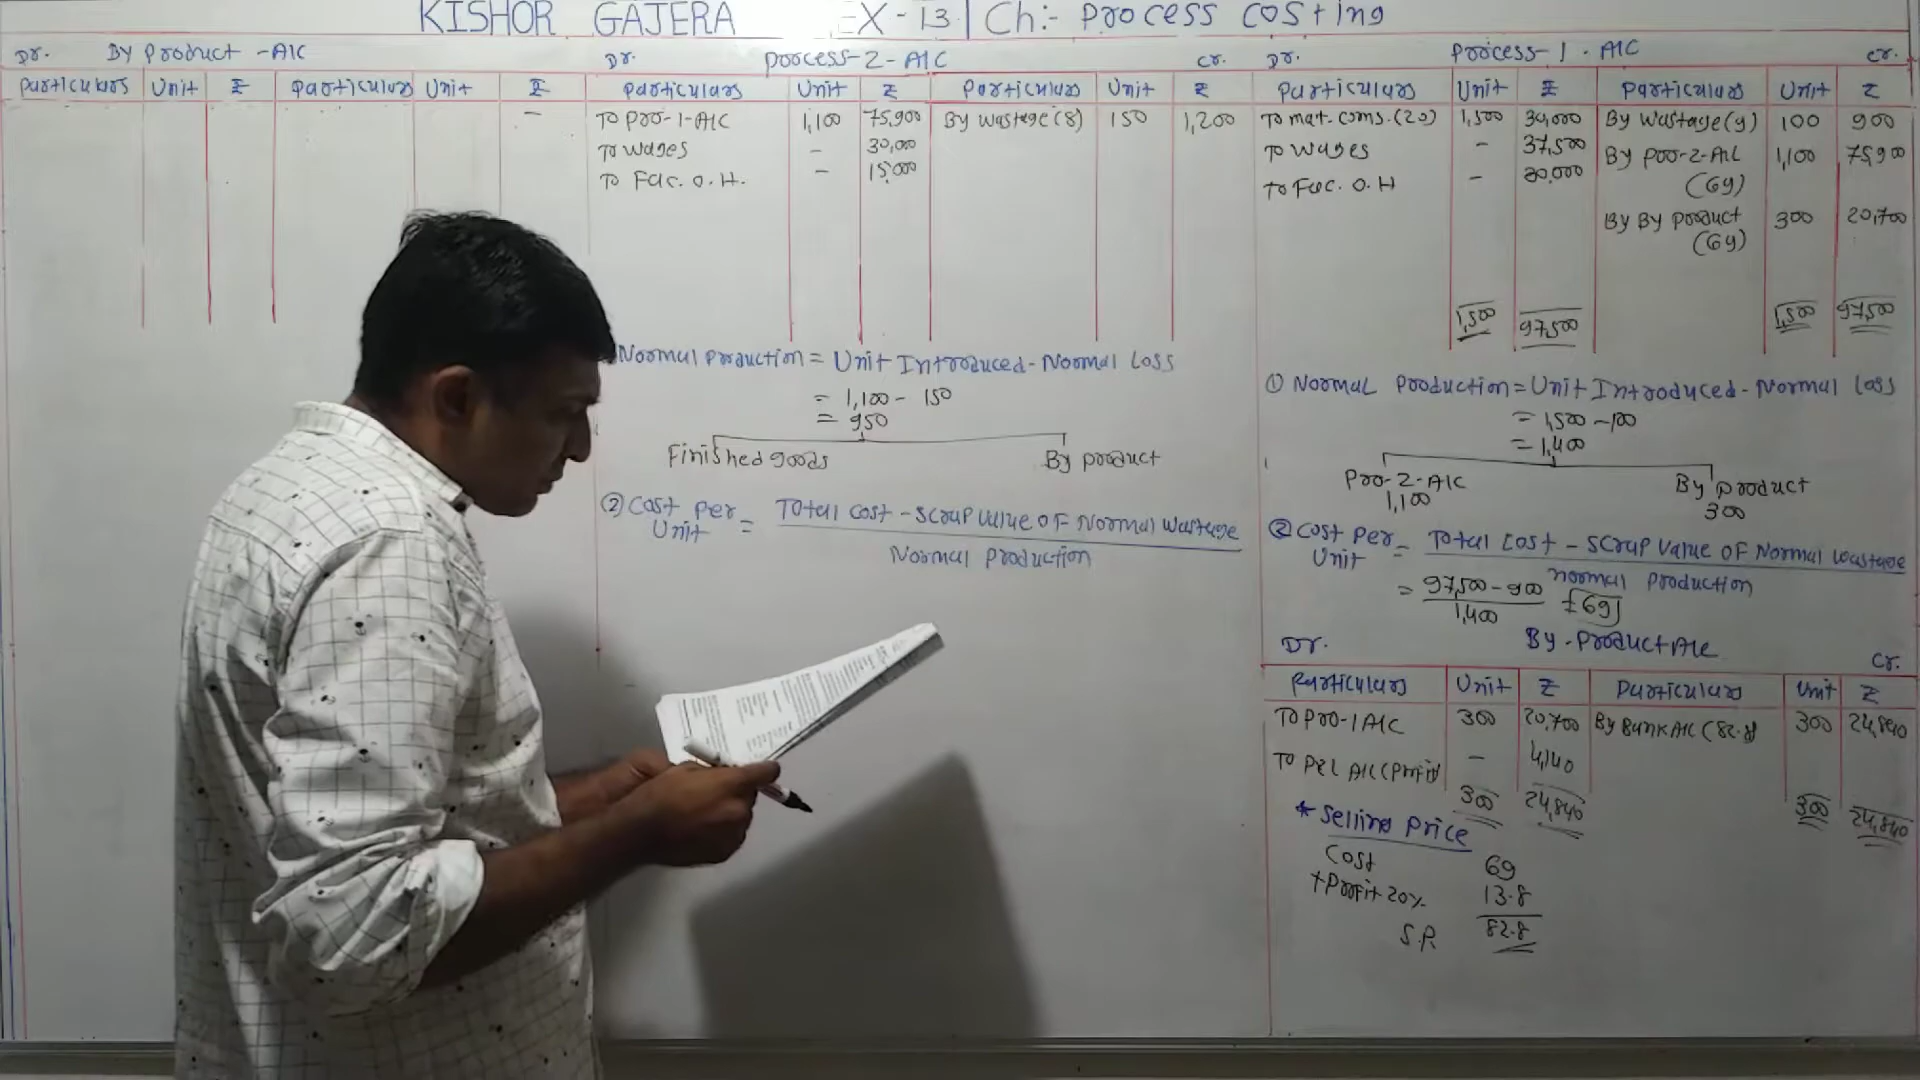 KISHOR GAJERA EX-13 | Ch:- Process costing
Dr. By Product -A/C
Particulars Unit ₹ Particulars Unit ₹
-
Dr. Process-2-A/C Cr.
Particulars Unit ₹ Particulars Unit ₹
To Pro-1-A/C 1,100 75,900 By Wastage (8) 150 1,200
To Wages - 30,000
To Fac. O.H. - 15,000
Normal Production = Unit Introduced - Normal Loss
= 1,100 - 150
= 950
Finished goods By product
② Cost Per Unit = Total Cost - Scrap Value OF Normal Wastage
Normal Production
Dr. Process-1-A/C Cr.
Particulars Unit ₹ Particulars Unit ₹
To mat. cons. (20) 1,500 30,000 By Wastage (9) 100 900
To Wages - 37,500 By Pro-2-A/C 1,100 75,900
To Fac. O.H - 30,000 (69)
By By product 300 20,700
(69)
1,500 97,500 1,500 97,500
① Normal Production = Unit Introduced - Normal Loss
= 1,500 - 100
= 1,400
Pro-2-A/C By product
1,100 300
② Cost Per Unit = Total Cost - Scrap Value OF Normal Wastage
Normal Production
= 97,500 - 900 ₹69
1,400
Dr. By-Product A/c Cr.
Particulars Unit ₹ Particulars Unit ₹
To Pro-1 A/C 300 20,700 By Bank A/C (82.8) 300 24,840
To P&L A/C (Profit) - 4,140
300 24,840 300 24,840
* Selling Price
Cost 69
+Profit 20% 13.8
S.P. 82.8